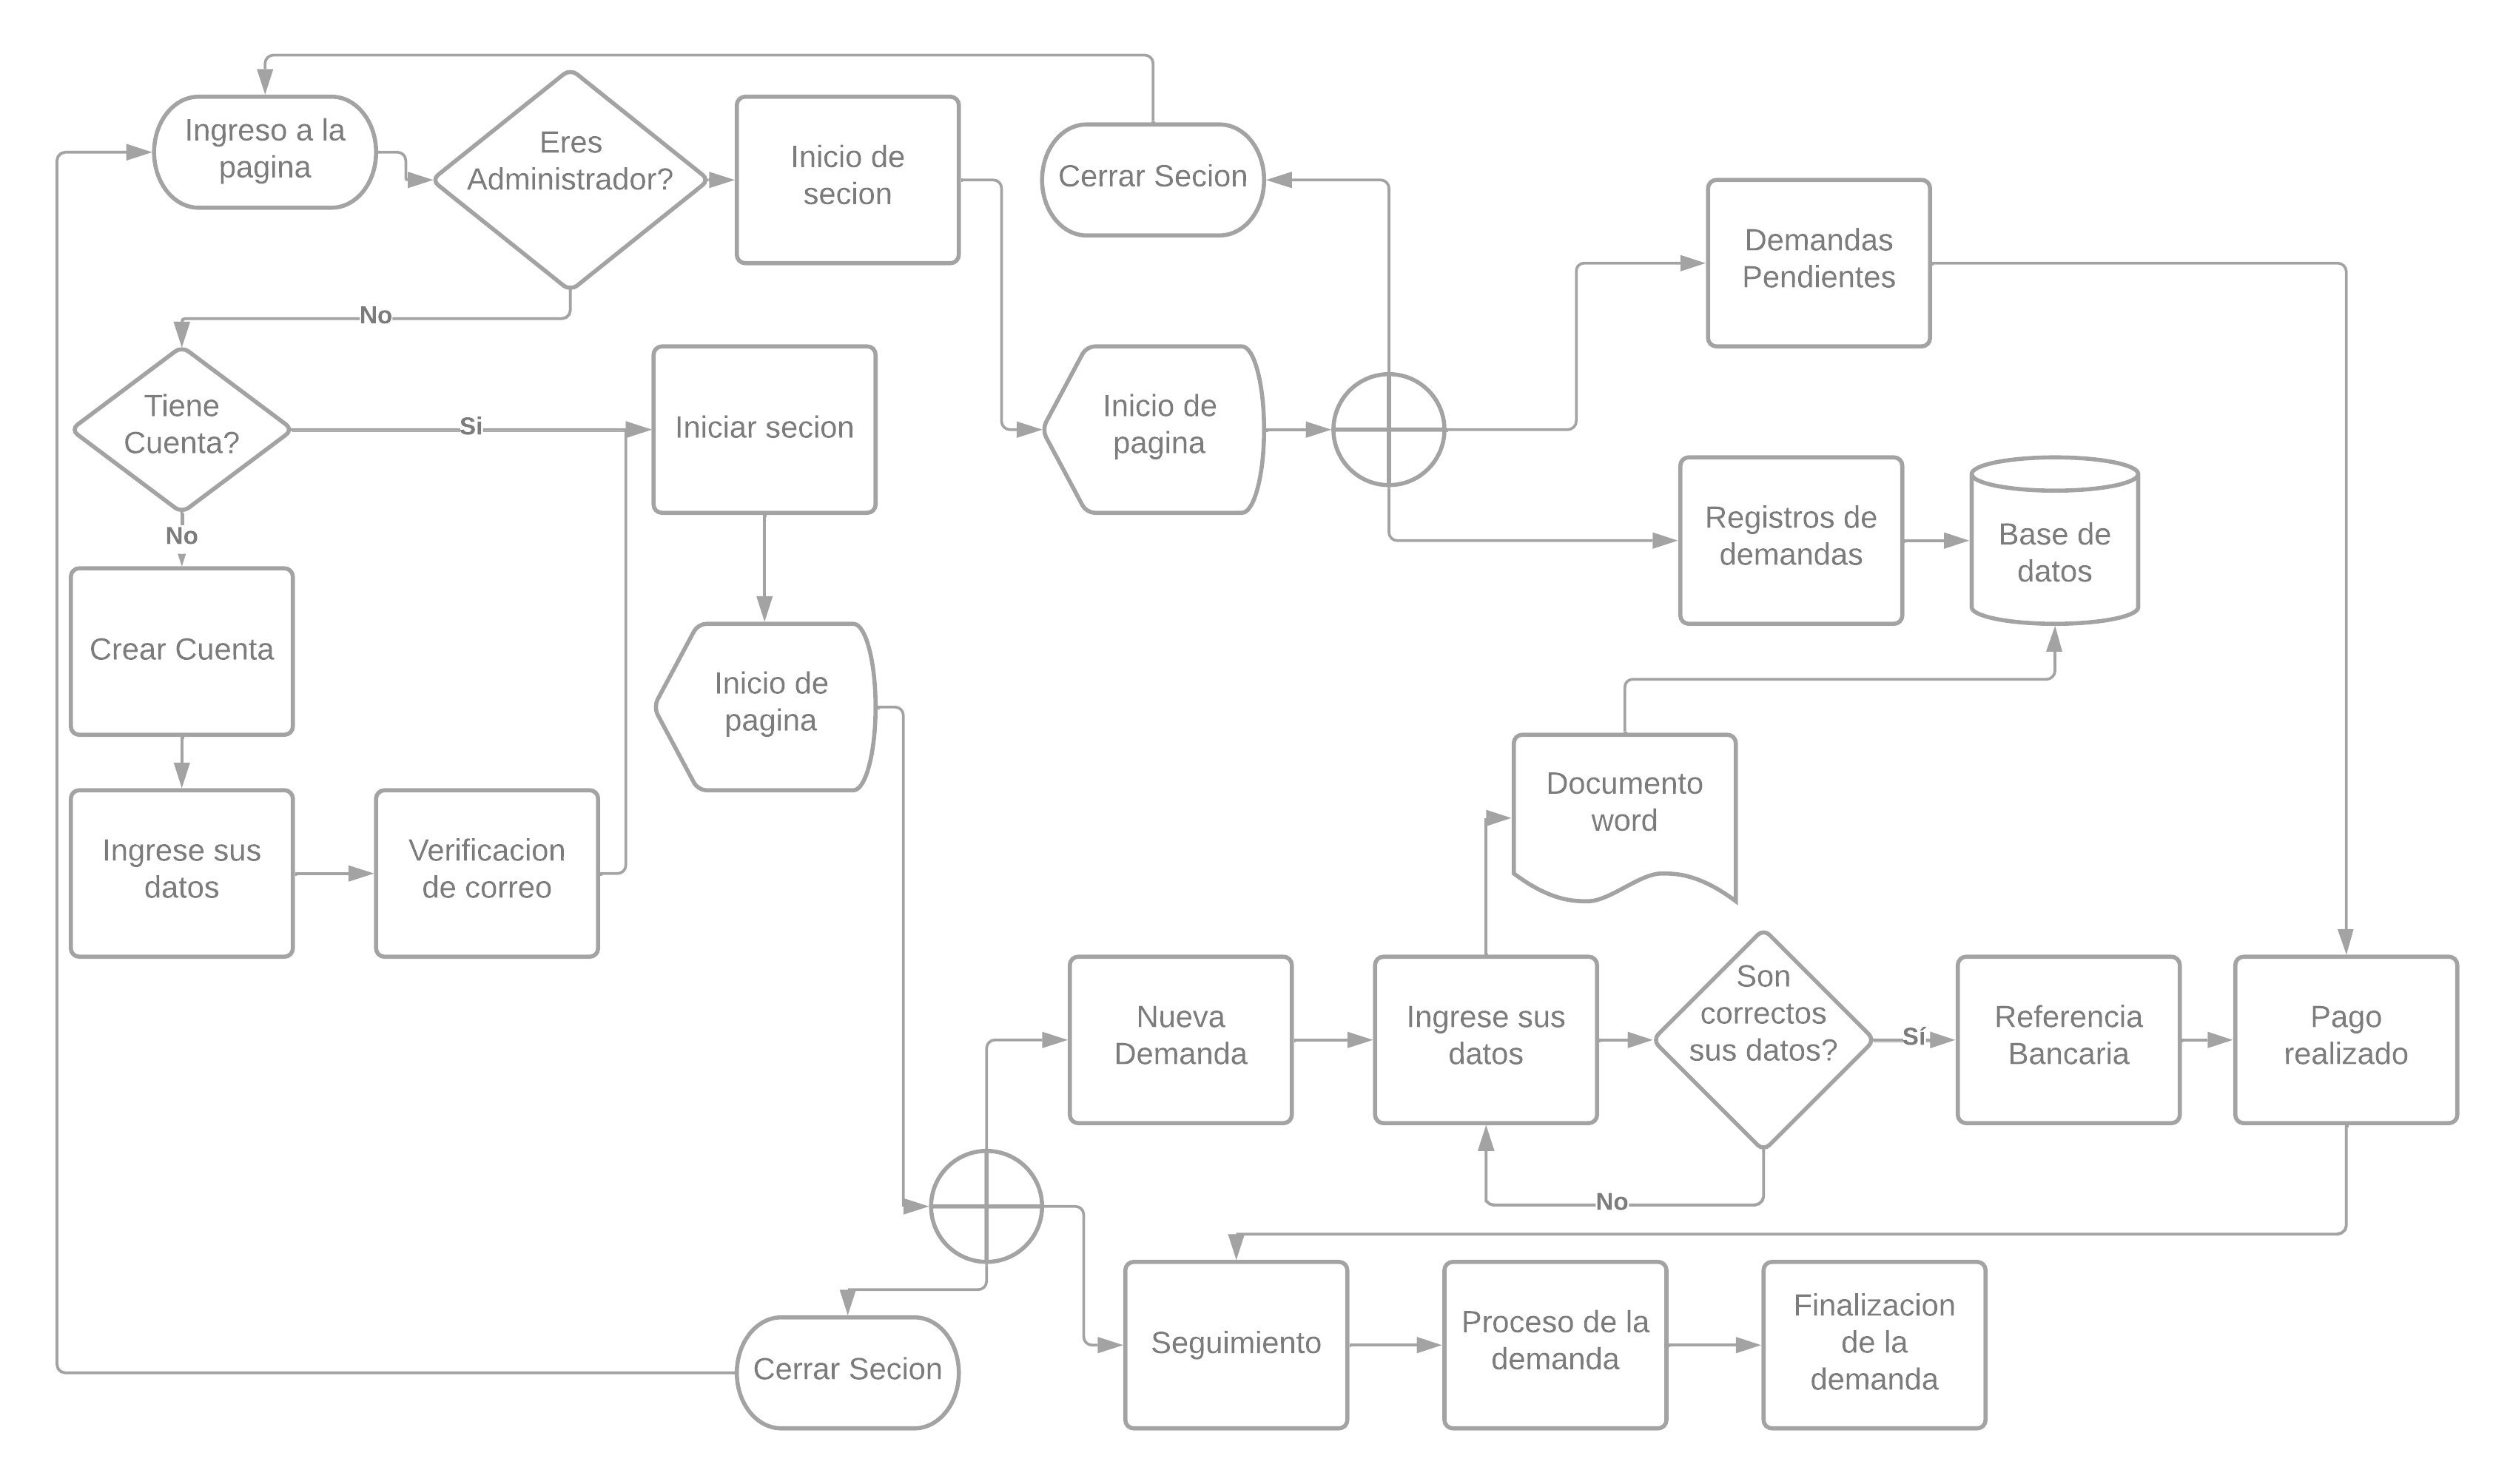 Ingreso a la
pagina
Eres
Administrador?
Inicio de
secion
Cerrar Secion
Demandas
Pendientes
No
Tiene
Cuenta?
Si
Iniciar secion
Inicio de
pagina
Registros de
demandas
Base de
datos
No
Crear Cuenta
Inicio de
pagina
Documento
word
Ingrese sus
datos
Verificacion
de correo
Nueva
Demanda
Ingrese sus
datos
Son
correctos
sus datos?
Sí
Referencia
Bancaria
Pago
realizado
No
Cerrar Secion
Seguimiento
Proceso de la
demanda
Finalizacion
de la
demanda